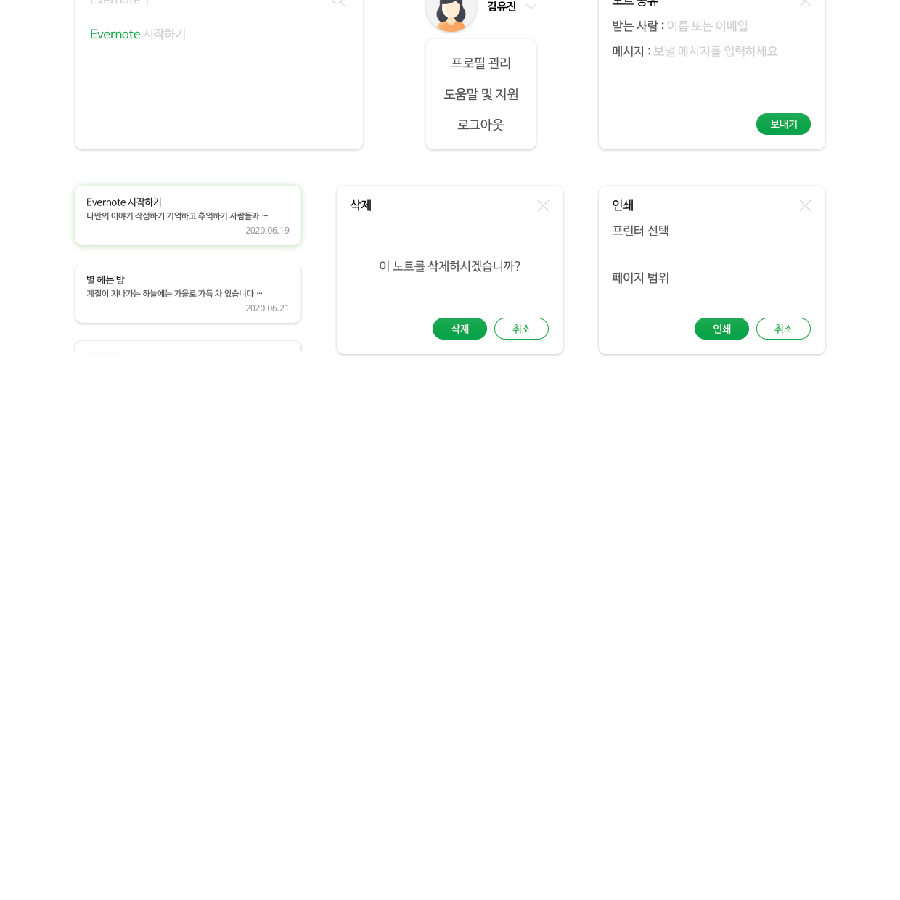 Evernote
Evernote 시작하기
김유진
프로필 관리
도움말 및 지원
로그아웃
노트 공유
받는 사람 : 이름 또는 이메일
메시지 : 보낼 메시지를 입력하세요
보내기
Evernote 시작하기
나만의 이야기 작성하기 기억하고 추억하기 사람들과 ···
2020.06.19
별 헤는 밤
계절이 지나가는 하늘에는 가을로 가득 차 있습니다 ···
2020.06.21
삭제
이 노트를 삭제하시겠습니까?
삭제
취소
인쇄
프린터 선택
페이지 범위
인쇄
취소